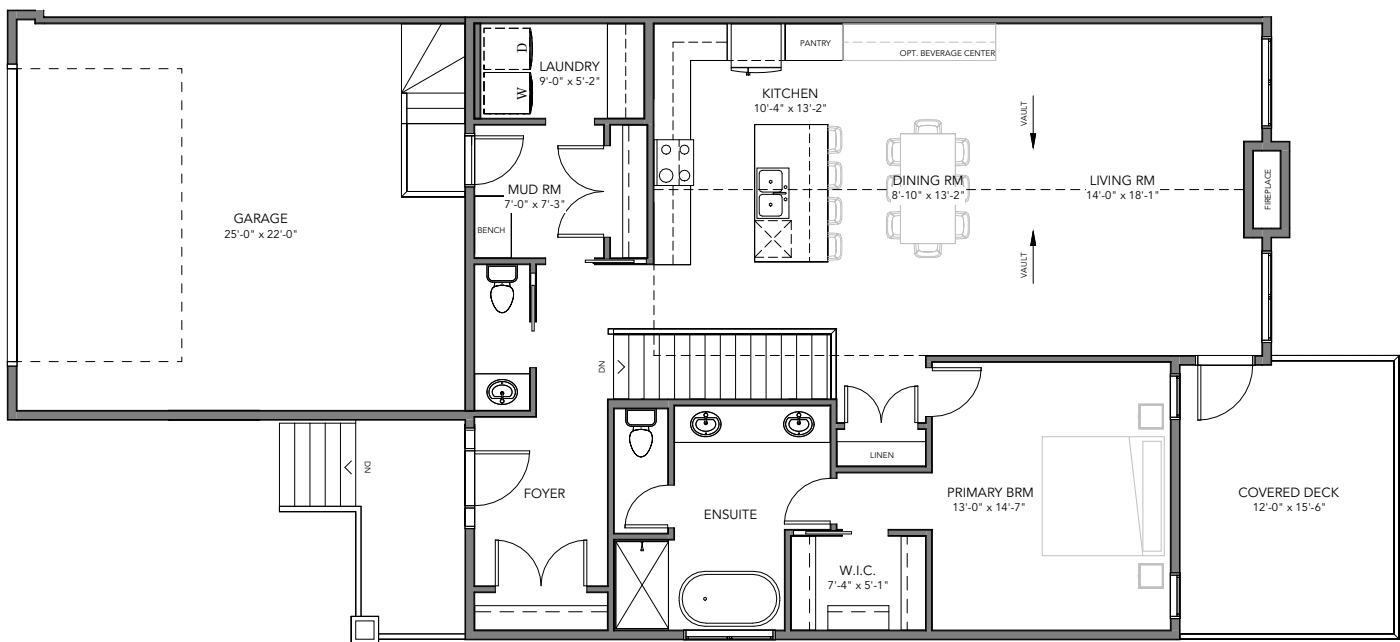 GARAGE
25'-0" x 22'-0"
D
W
LAUNDRY
9'-0" x 5'-2"
MUD RM
7'-0" x 7'-3"
BENCH
PANTRY
OPT. BEVERAGE CENTER
KITCHEN
10'-4" x 13'-2"
DINING RM
8'-10" x 13'-2"
VAULT
VAULT
LIVING RM
14'-0" x 18'-1"
FIREPLACE
DN
DN
FOYER
ENSUITE
LINEN
W.I.C.
7'-4" x 5'-1"
PRIMARY BRM
13'-0" x 14'-7"
COVERED DECK
12'-0" x 15'-6"